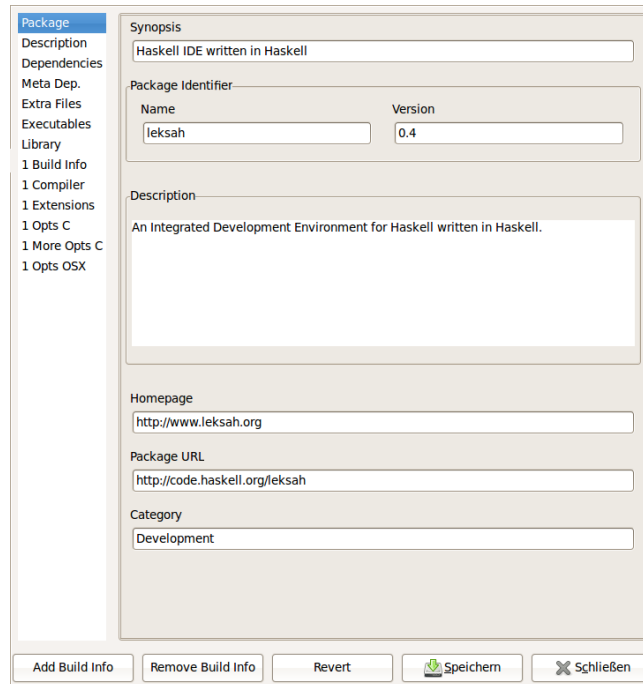 Package
Description
Dependencies
Meta Dep.
Extra Files
Executables
Library
1 Build Info
1 Compiler
1 Extensions
1 Opts C
1 More Opts C
1 Opts OSX
Synopsis
Haskell IDE written in Haskell
Package Identifier
Name Version
leksah 0.4
Description
An Integrated Development Environment for Haskell written in Haskell.
Homepage
http://www.leksah.org
Package URL
http://code.haskell.org/leksah
Category
Development
Add Build Info Remove Build Info Revert Speichern Schließen